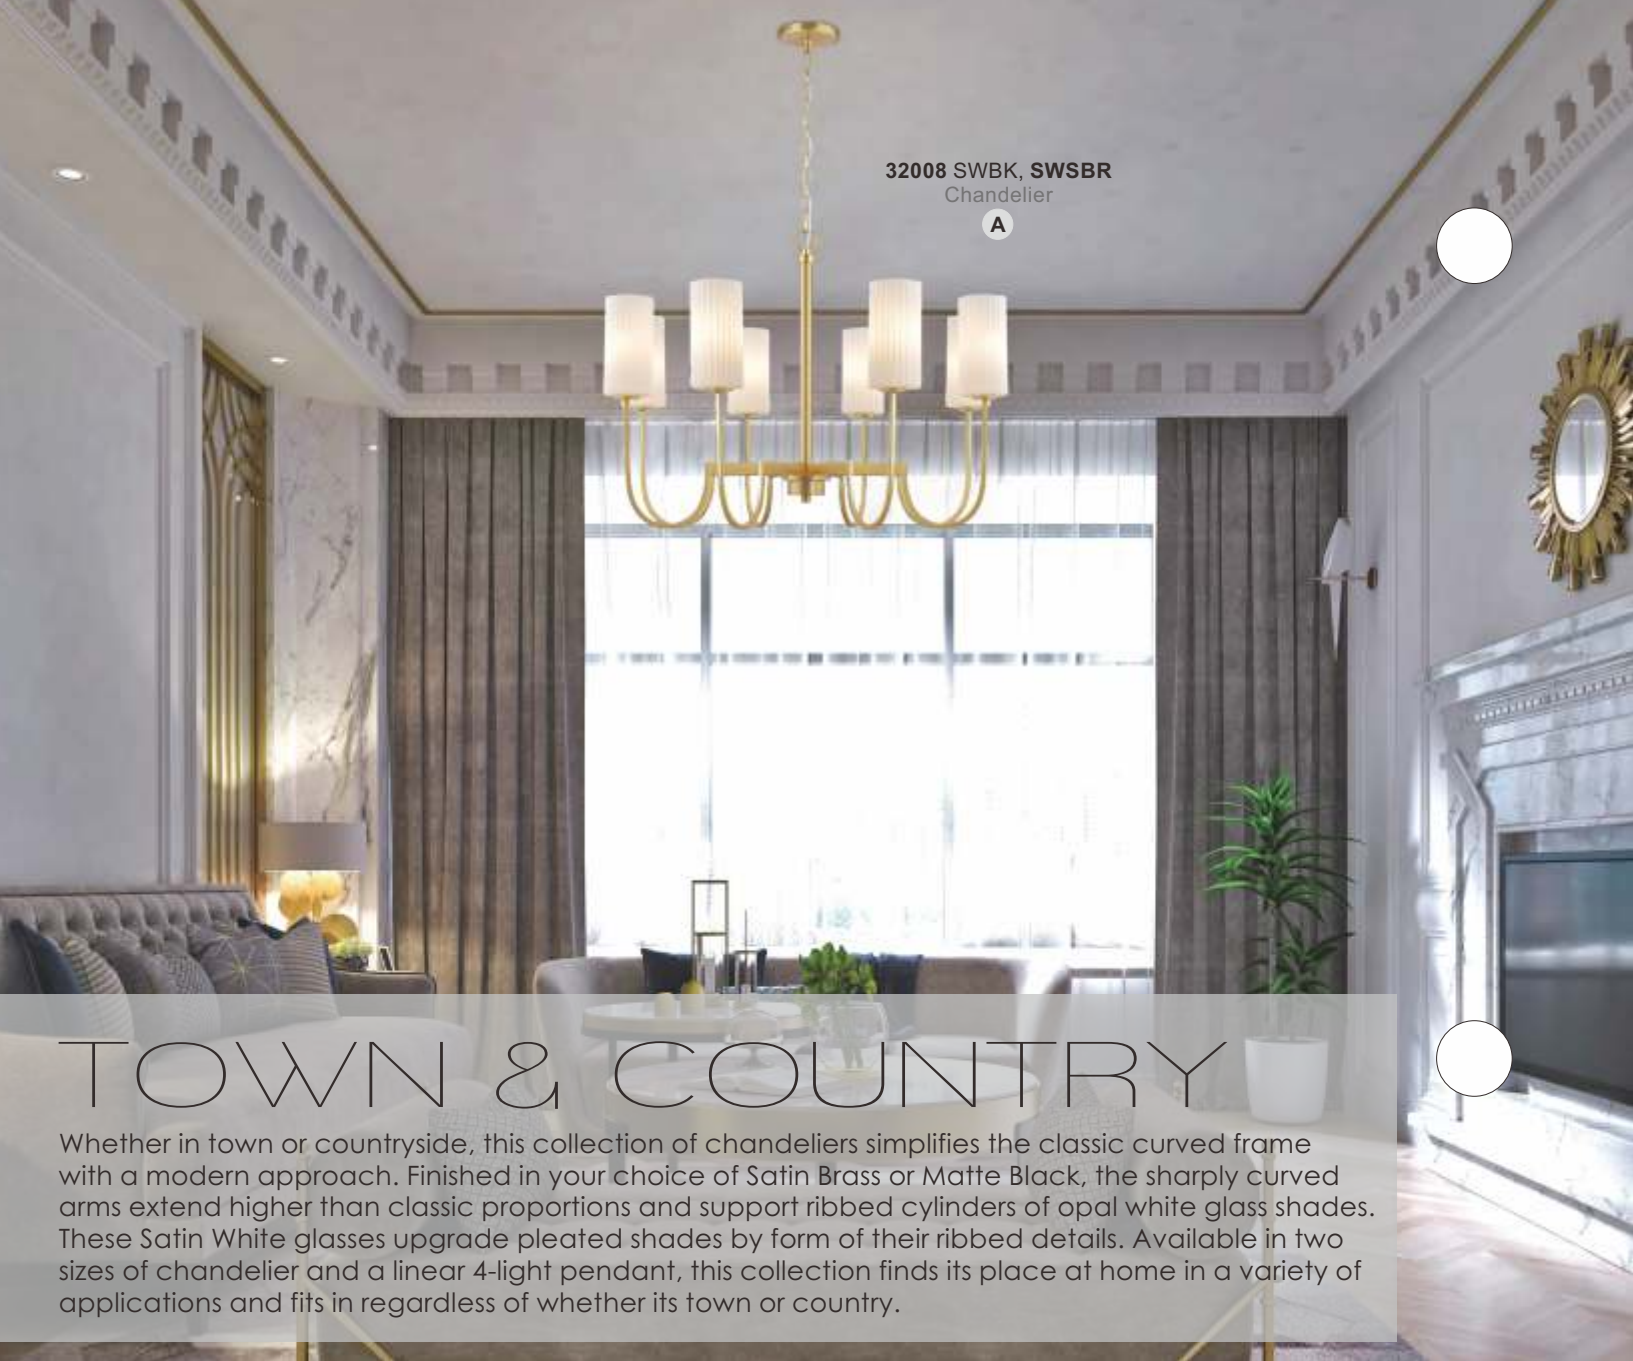 32008 SWBK, SWSBR
Chandelier
A
TOWN & COUNTRY
Whether in town or countryside, this collection of chandeliers simplifies the classic curved frame
with a modern approach. Finished in your choice of Satin Brass or Matte Black, the sharply curved
arms extend higher than classic proportions and support ribbed cylinders of opal white glass shades.
These Satin White glasses upgrade pleated shades by form of their ribbed details. Available in two
sizes of chandelier and a linear 4-light pendant, this collection finds its place at home in a variety of
applications and fits in regardless of whether its town or country.